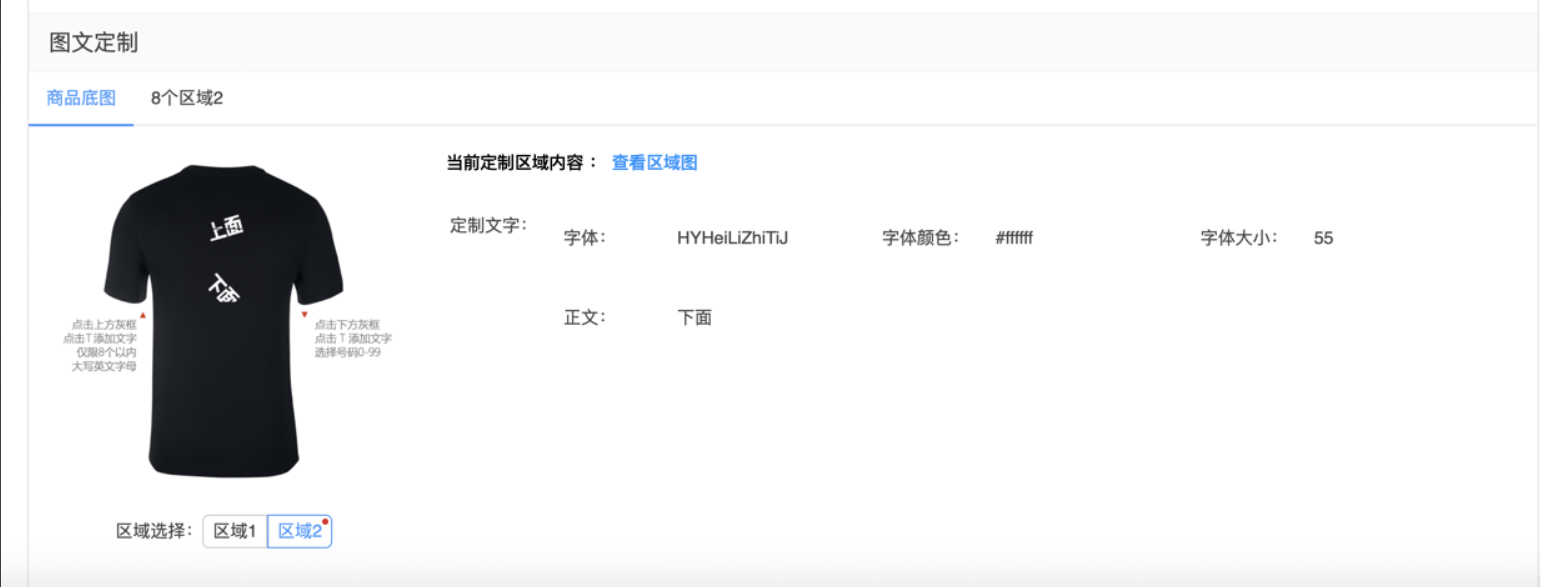 图文定制
商品底图 8个区域2
当前定制区域内容： 查看区域图
定制文字： 字体： HYHeiLiZhiTiJ 字体颜色： #ffffff 字体大小： 55
正文： 下面
上面
下面
点击上方灰框
点击T添加文字
仅限8个以内
大写英文字母
点击下方灰框
点击 T 添加文字
选择号码0-99
区域选择： 区域1 区域2